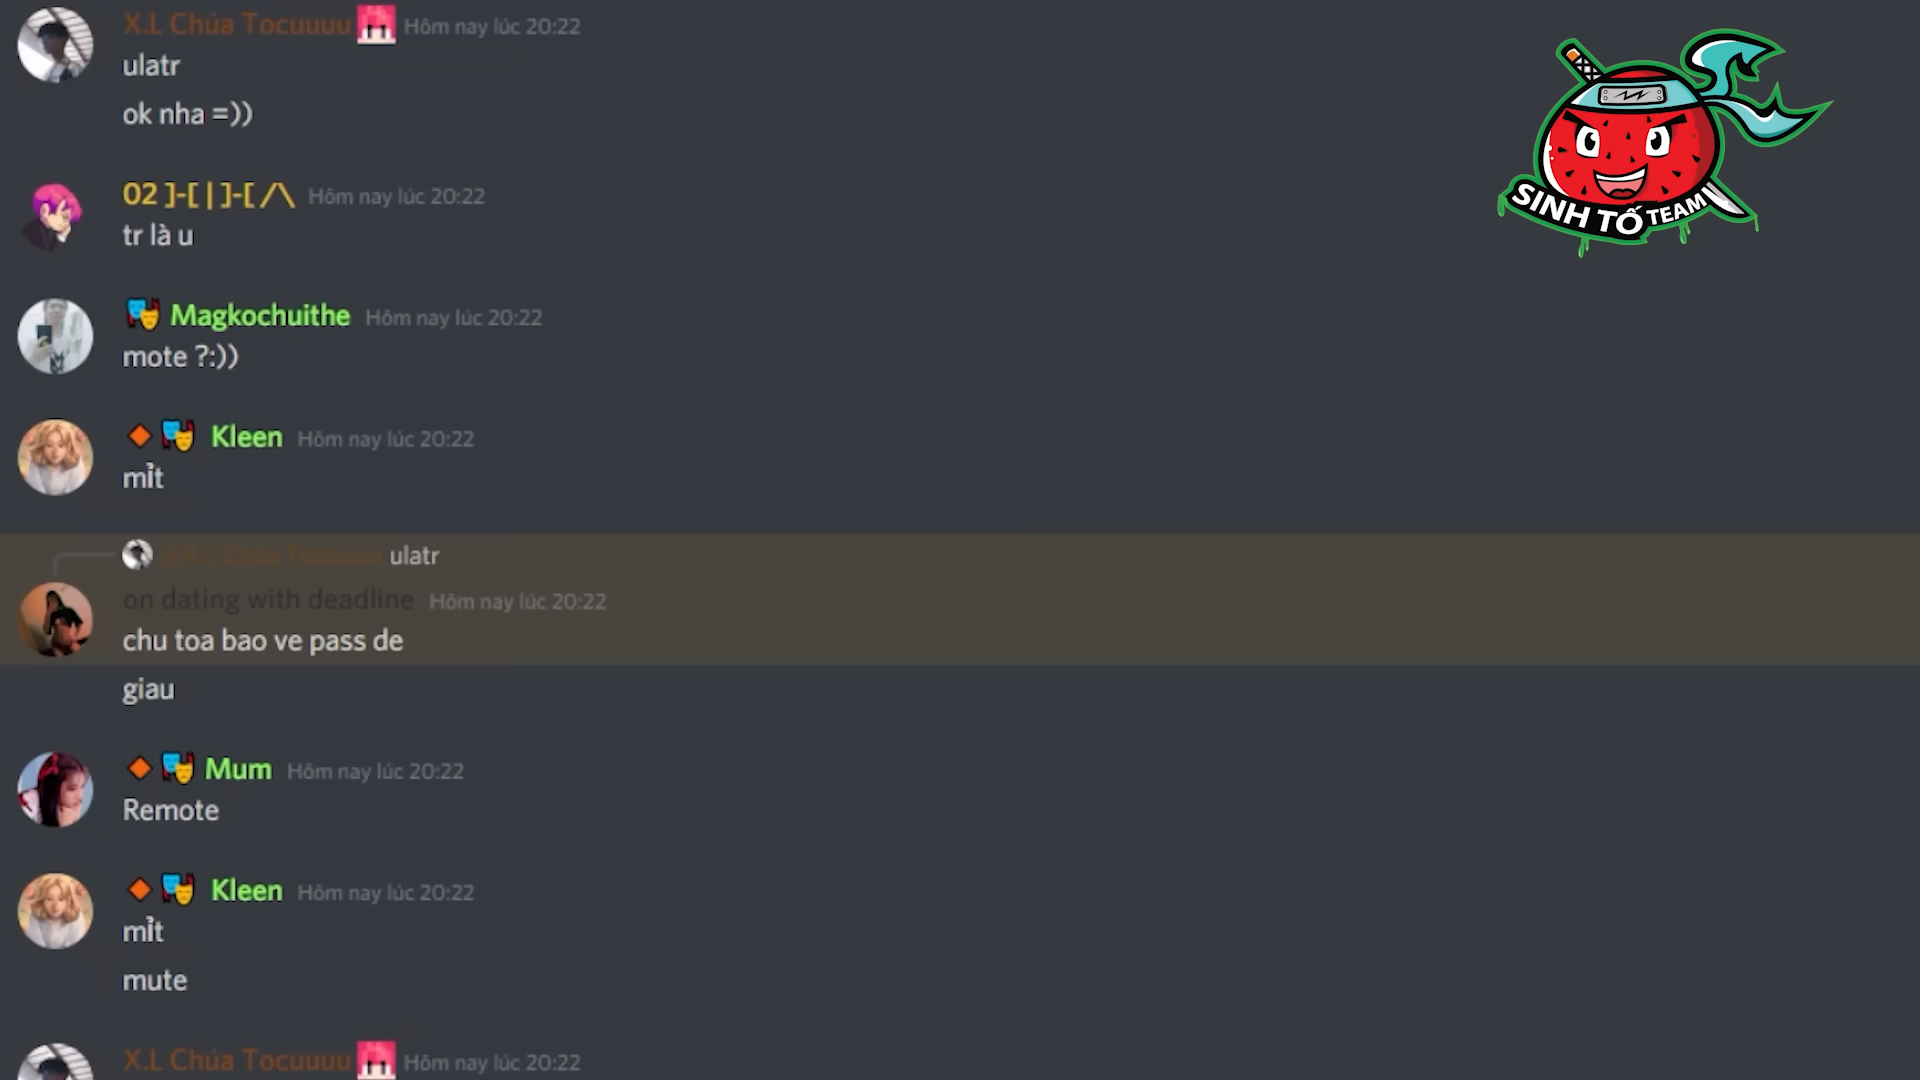 X.L Chúa Tocuuuu Hôm nay lúc 20:22
ulatr
ok nha =))
SINH TỐ TEAM
02 ]-[ | ]-[ /\ Hôm nay lúc 20:22
tr là u
Magkochuithe Hôm nay lúc 20:22
mote ?:))
Kleen Hôm nay lúc 20:22
mỉt
@X.L Chúa Tocuuuu ulatr
on dating with deadline Hôm nay lúc 20:22
chu toa bao ve pass de
giau
Mum Hôm nay lúc 20:22
Remote
Kleen Hôm nay lúc 20:22
mỉt
mute
X.L Chúa Tocuuuu Hôm nay lúc 20:22